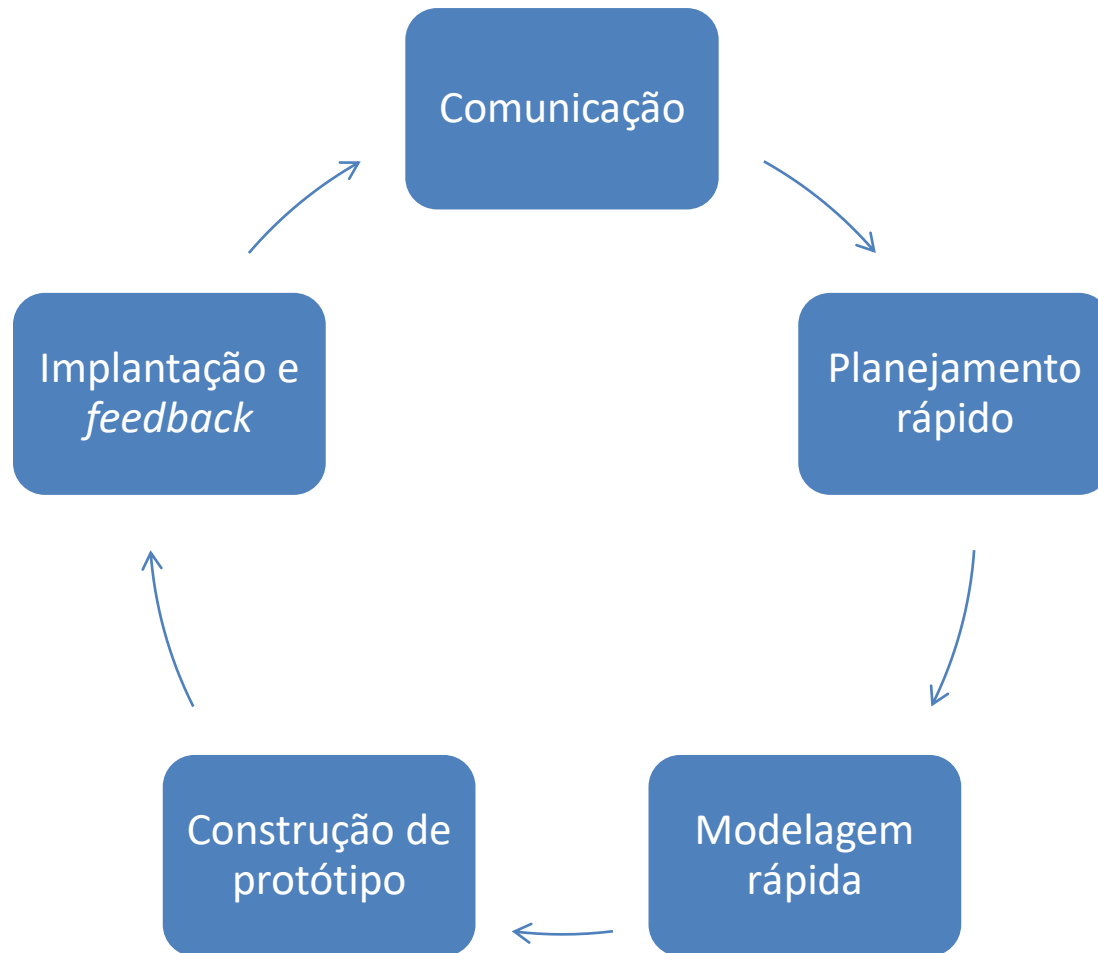 Comunicação
Planejamento
rápido
Modelagem
rápida
Construção de
protótipo
Implantação e
feedback